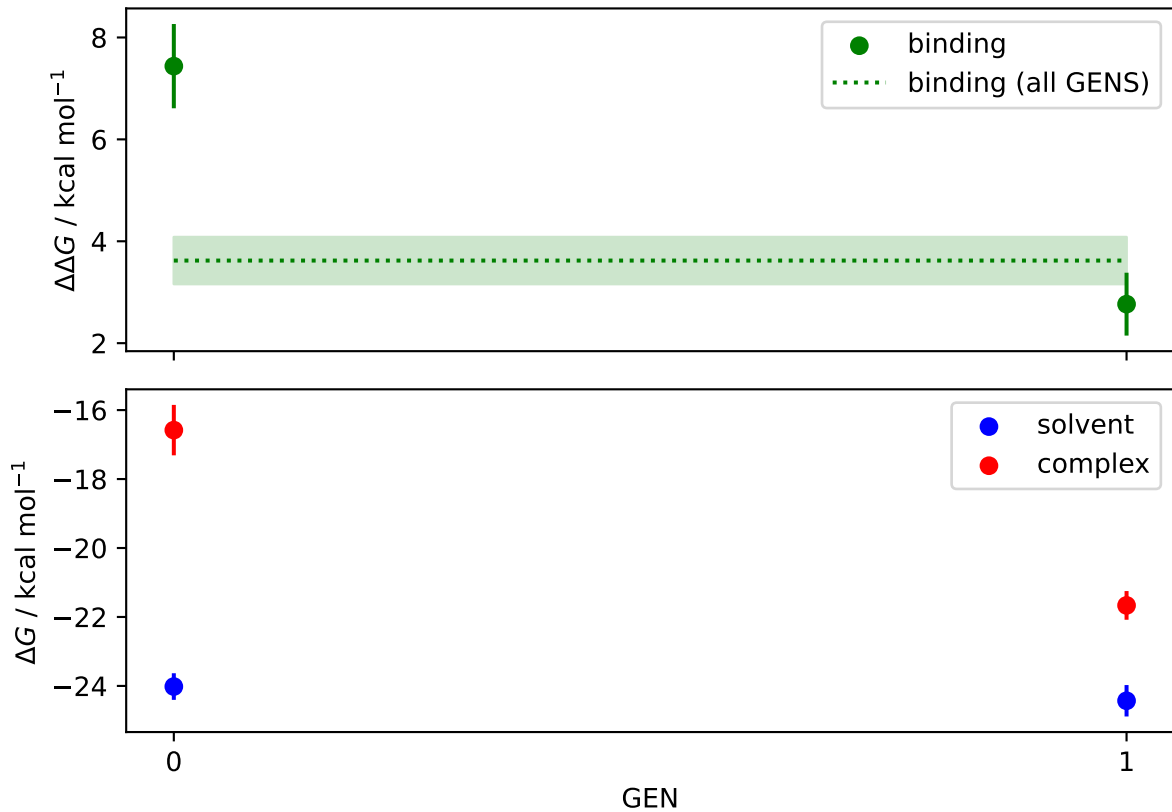 8
6
4
2
ΔΔG / kcal mol⁻¹
binding
binding (all GENS)
−16
−18
−20
−22
−24
ΔG / kcal mol⁻¹
solvent
complex
0
1
GEN